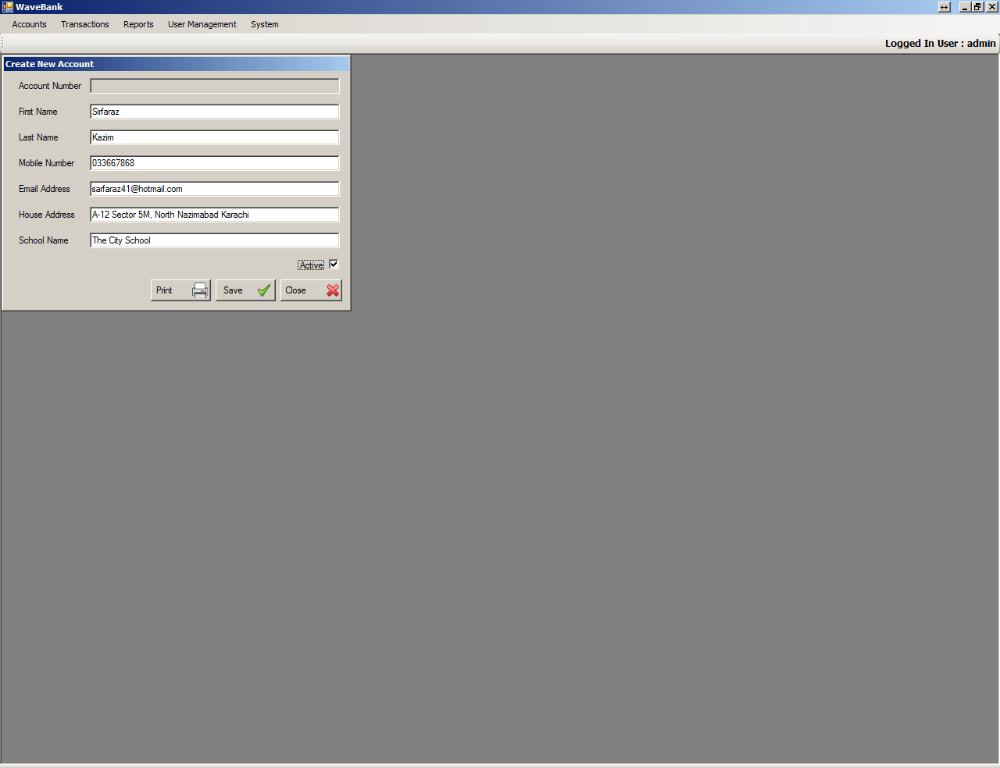 WaveBank
Accounts Transactions Reports User Management System
Logged In User : admin
Create New Account
Account Number
First Name Sirfaraz
Last Name Kazim
Mobile Number 033667868
Email Address sarfaraz41@hotmail.com
House Address A-12 Sector 5M, North Nazimabad Karachi
School Name The City School
Active
Print Save Close